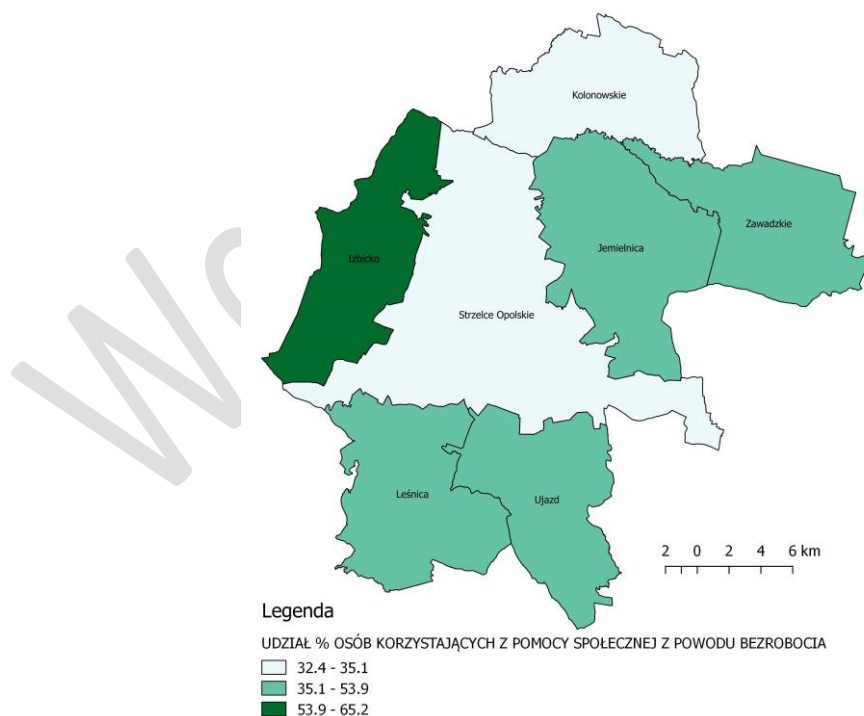 Kolonowskie
Zawadzkie
Jemielnica
Izbicko
Strzelce Opolskie
Leśnica
Ujazd
2 0 2 4 6 km
Legenda
UDZIAŁ % OSÓB KORZYSTAJĄCYCH Z POMOCY SPOŁECZNEJ Z POWODU BEZROBOCIA
32.4 - 35.1
35.1 - 53.9
53.9 - 65.2